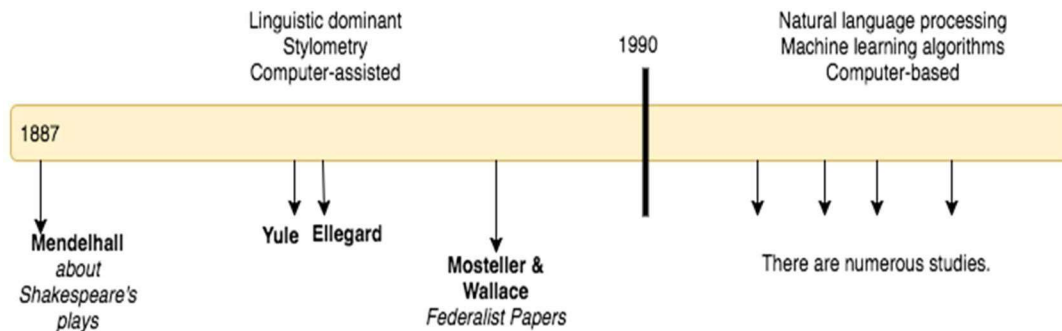 Linguistic dominant
Stylometry
Computer-assisted
1990
Natural language processing
Machine learning algorithms
Computer-based
1887
Mendelhall
about
Shakespeare's
plays
Yule
Ellegard
Mosteller &
Wallace
Federalist Papers
There are numerous studies.